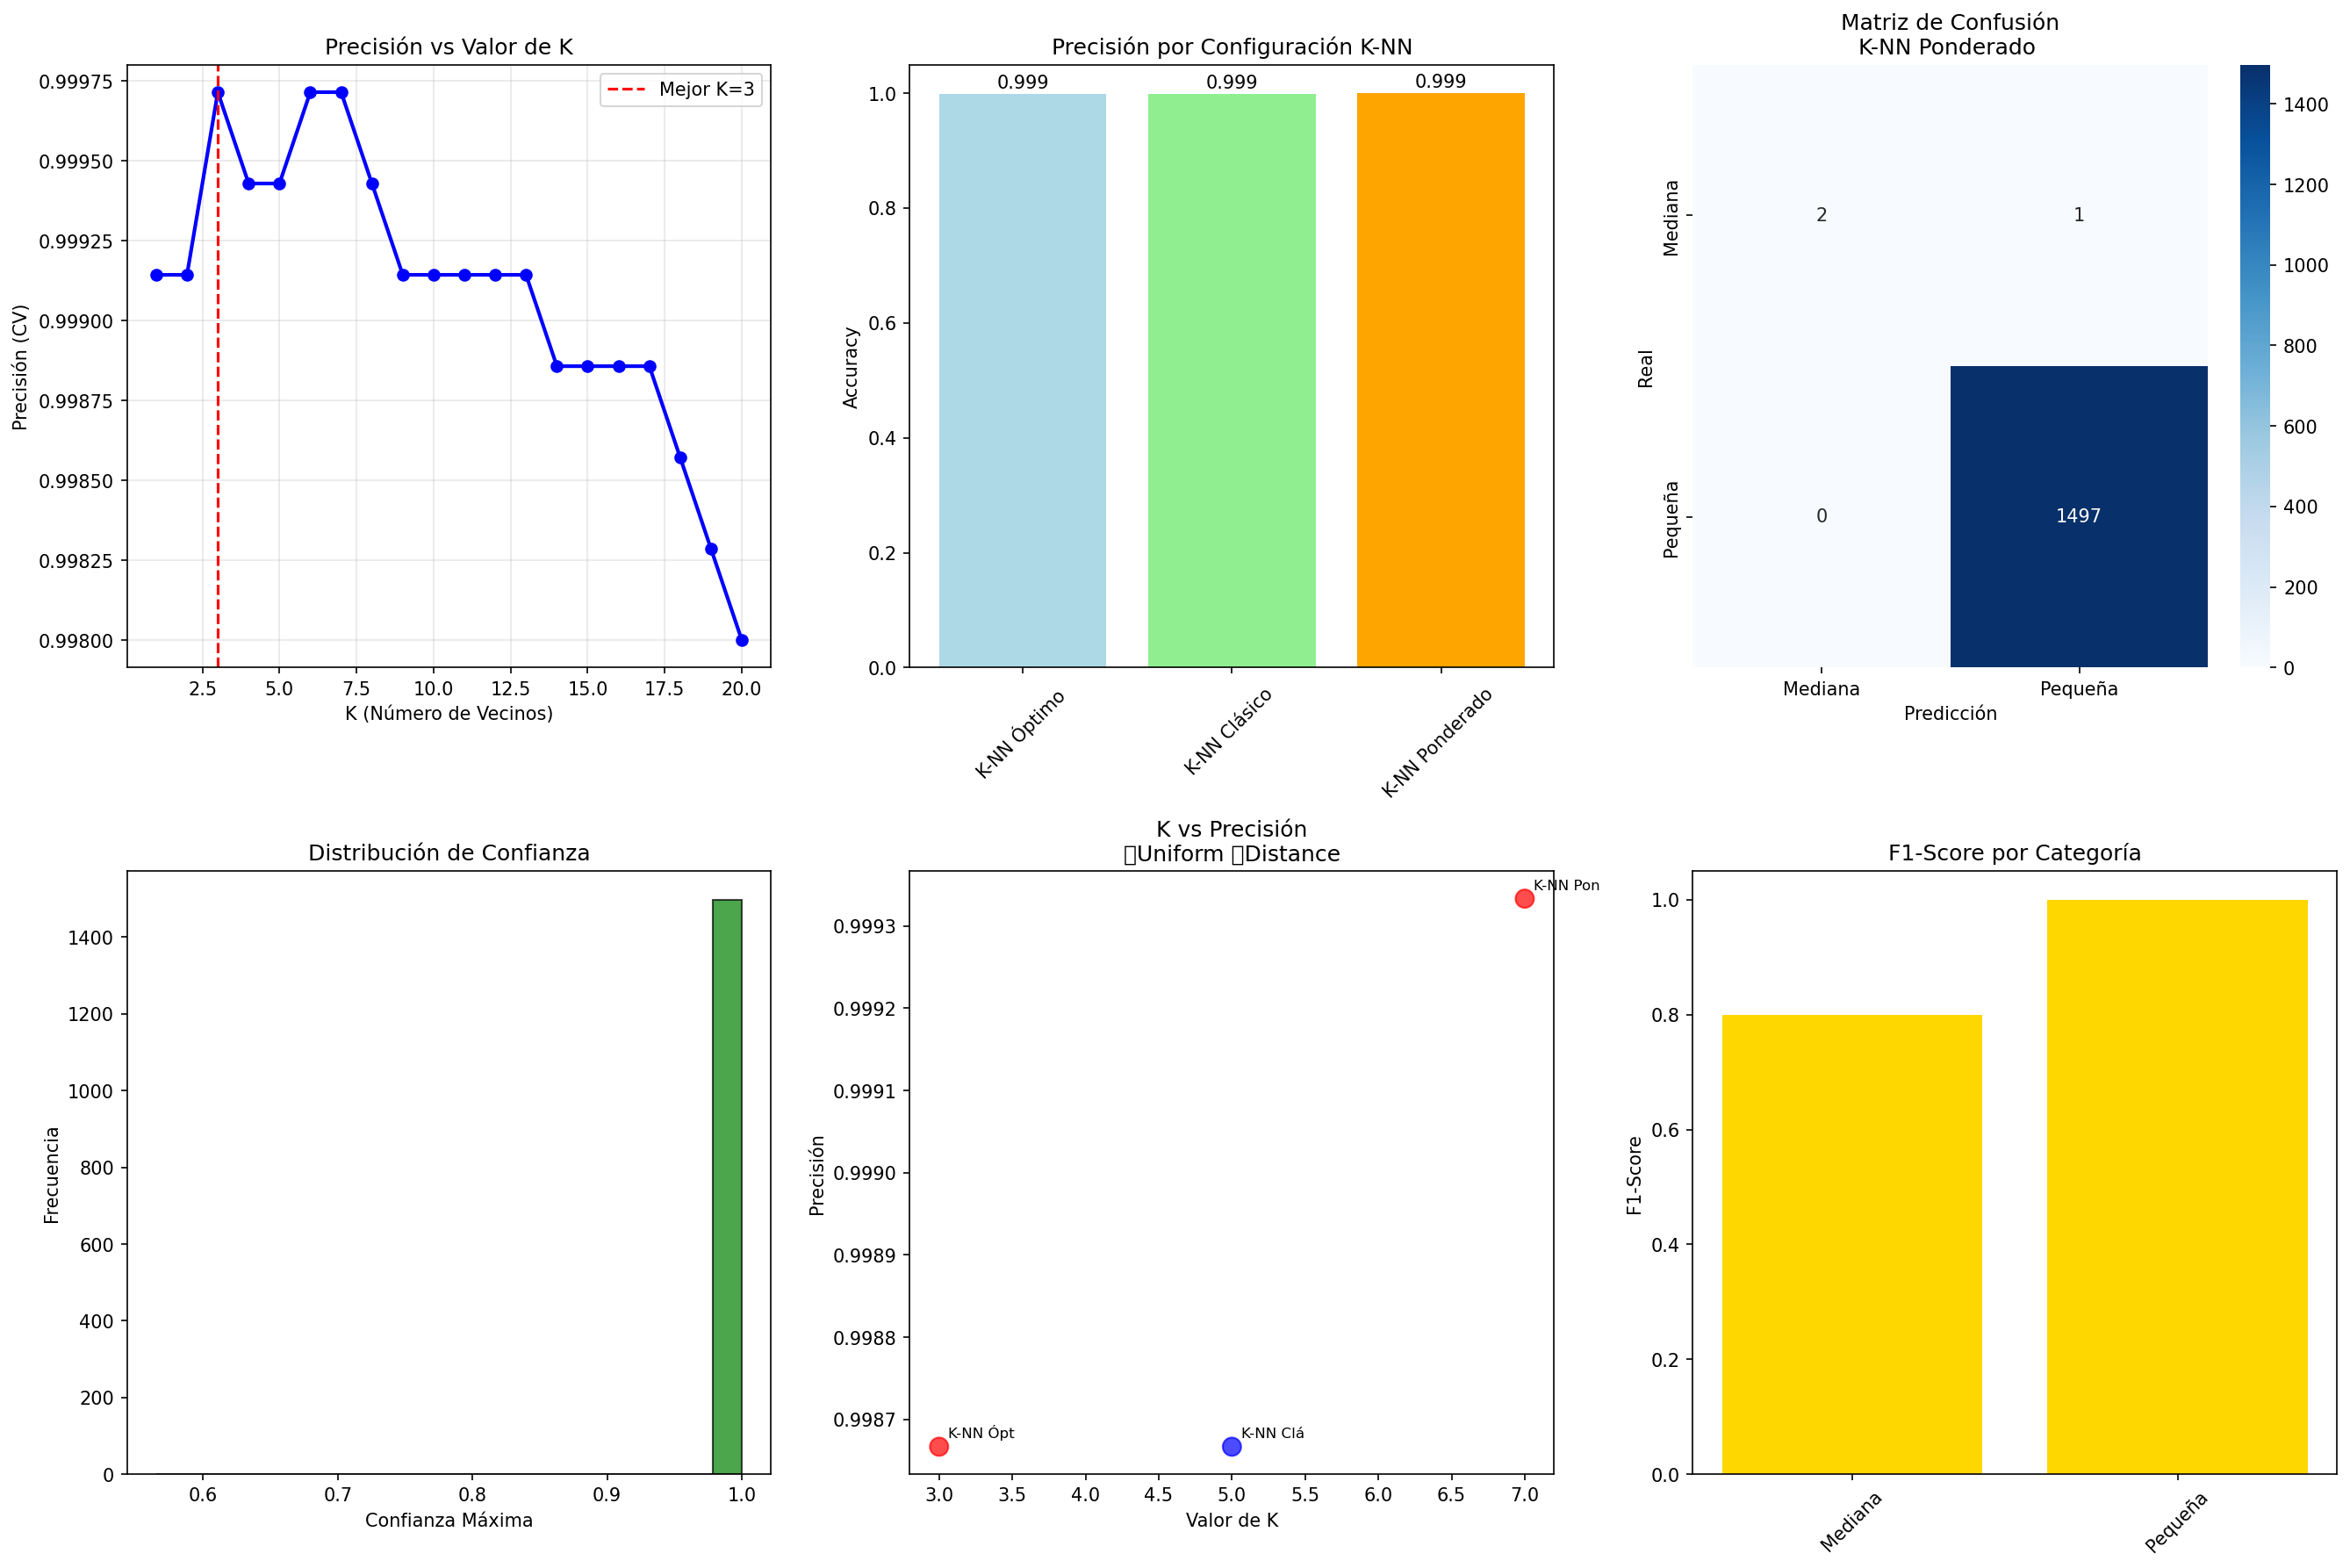 Precisión vs Valor de K
Precisión (CV)
0.99975
0.99950
0.99925
0.99900
0.99875
0.99850
0.99825
0.99800
Mejor K=3
2.5 5.0 7.5 10.0 12.5 15.0 17.5 20.0
K (Número de Vecinos)
Precisión por Configuración K-NN
Accuracy
1.0
0.8
0.6
0.4
0.2
0.0
0.999 0.999 0.999
K-NN Óptimo
K-NN Clásico
K-NN Ponderado
Matriz de Confusión
K-NN Ponderado
Real
Mediana
Pequeña
2 1
0 1497
Mediana Pequeña
Predicción
1400
1200
1000
800
600
400
200
0
Distribución de Confianza
Frecuencia
1400
1200
1000
800
600
400
200
0
0.6 0.7 0.8 0.9 1.0
Confianza Máxima
K vs Precisión
▯Uniform ▯Distance
Precisión
0.9993
0.9992
0.9991
0.9990
0.9989
0.9988
0.9987
K-NN Pon
K-NN Ópt
K-NN Clá
3.0 3.5 4.0 4.5 5.0 5.5 6.0 6.5 7.0
Valor de K
F1-Score por Categoría
F1-Score
1.0
0.8
0.6
0.4
0.2
0.0
Mediana
Pequeña